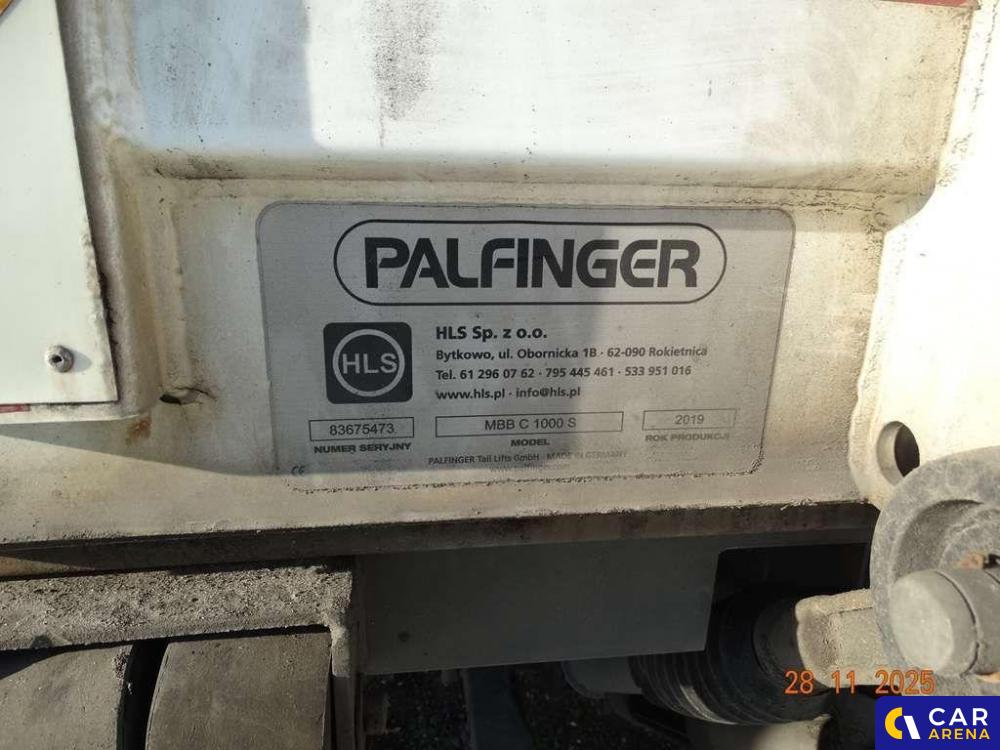 PALFINGER
HLS
HLS Sp. z o.o.
Bytkowo, ul. Obornicka 1B · 62-090 Rokietnica
Tel. 61 296 07 62 · 795 445 461 · 533 951 016
www.hls.pl · info@hls.pl
83675473
MBB C 1000 S
2019
NUMER SERYJNY
MODEL
ROK PRODUKCJI
CE
PALFINGER Tail Lifts GmbH · MADE IN GERMANY
28 11 2025
CAR
ARENA